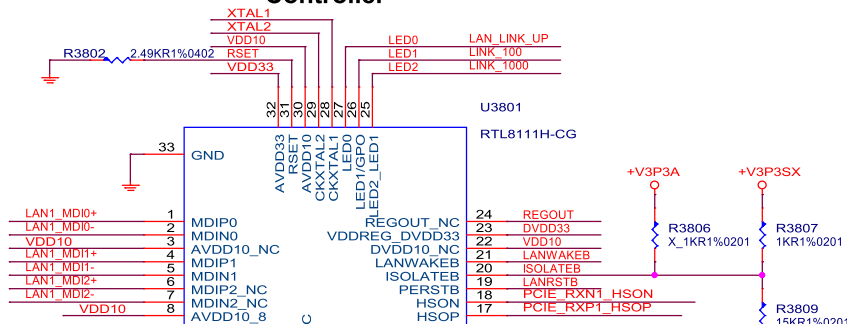 Controller
XTAL1
XTAL2
VDD10
RSET
VDD33
R3802
2.49KR1%0402
LED0
LAN_LINK_UP
LED1
LINK_100
LED2
LINK_1000
32
31
30
29
28
27
26
25
U3801
RTL8111H-CG
AVDD33
RSET
AVDD10
CKXTAL2
CKXTAL1
LED0
LED1/GPO
LED2_LED1
33
GND
LAN1_MDI0+
1
MDIP0
LAN1_MDI0-
2
MDIN0
VDD10
3
AVDD10_NC
LAN1_MDI1+
4
MDIP1
LAN1_MDI1-
5
MDIN1
LAN1_MDI2+
6
MDIP2_NC
LAN1_MDI2-
7
MDIN2_NC
VDD10
8
AVDD10_8
REGOUT_NC
24
REGOUT
VDDREG_DVDD33
23
DVDD33
DVDD10_NC
22
VDD10
LANWAKEB
21
LANWAKEB
ISOLATEB
20
ISOLATEB
PERSTB
19
LANRSTB
HSON
18
PCIE_RXN1_HSON
HSOP
17
PCIE_RXP1_HSOP
+V3P3A
+V3P3SX
R3806
X_1KR1%0201
R3807
1KR1%0201
R3809
15KR1%0201